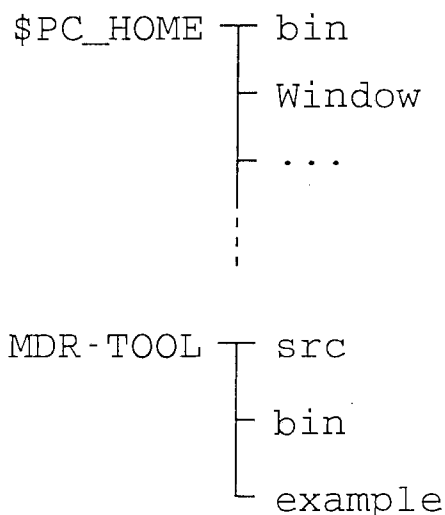 $PC_HOME bin
Window
...
MDR-TOOL src
bin
example